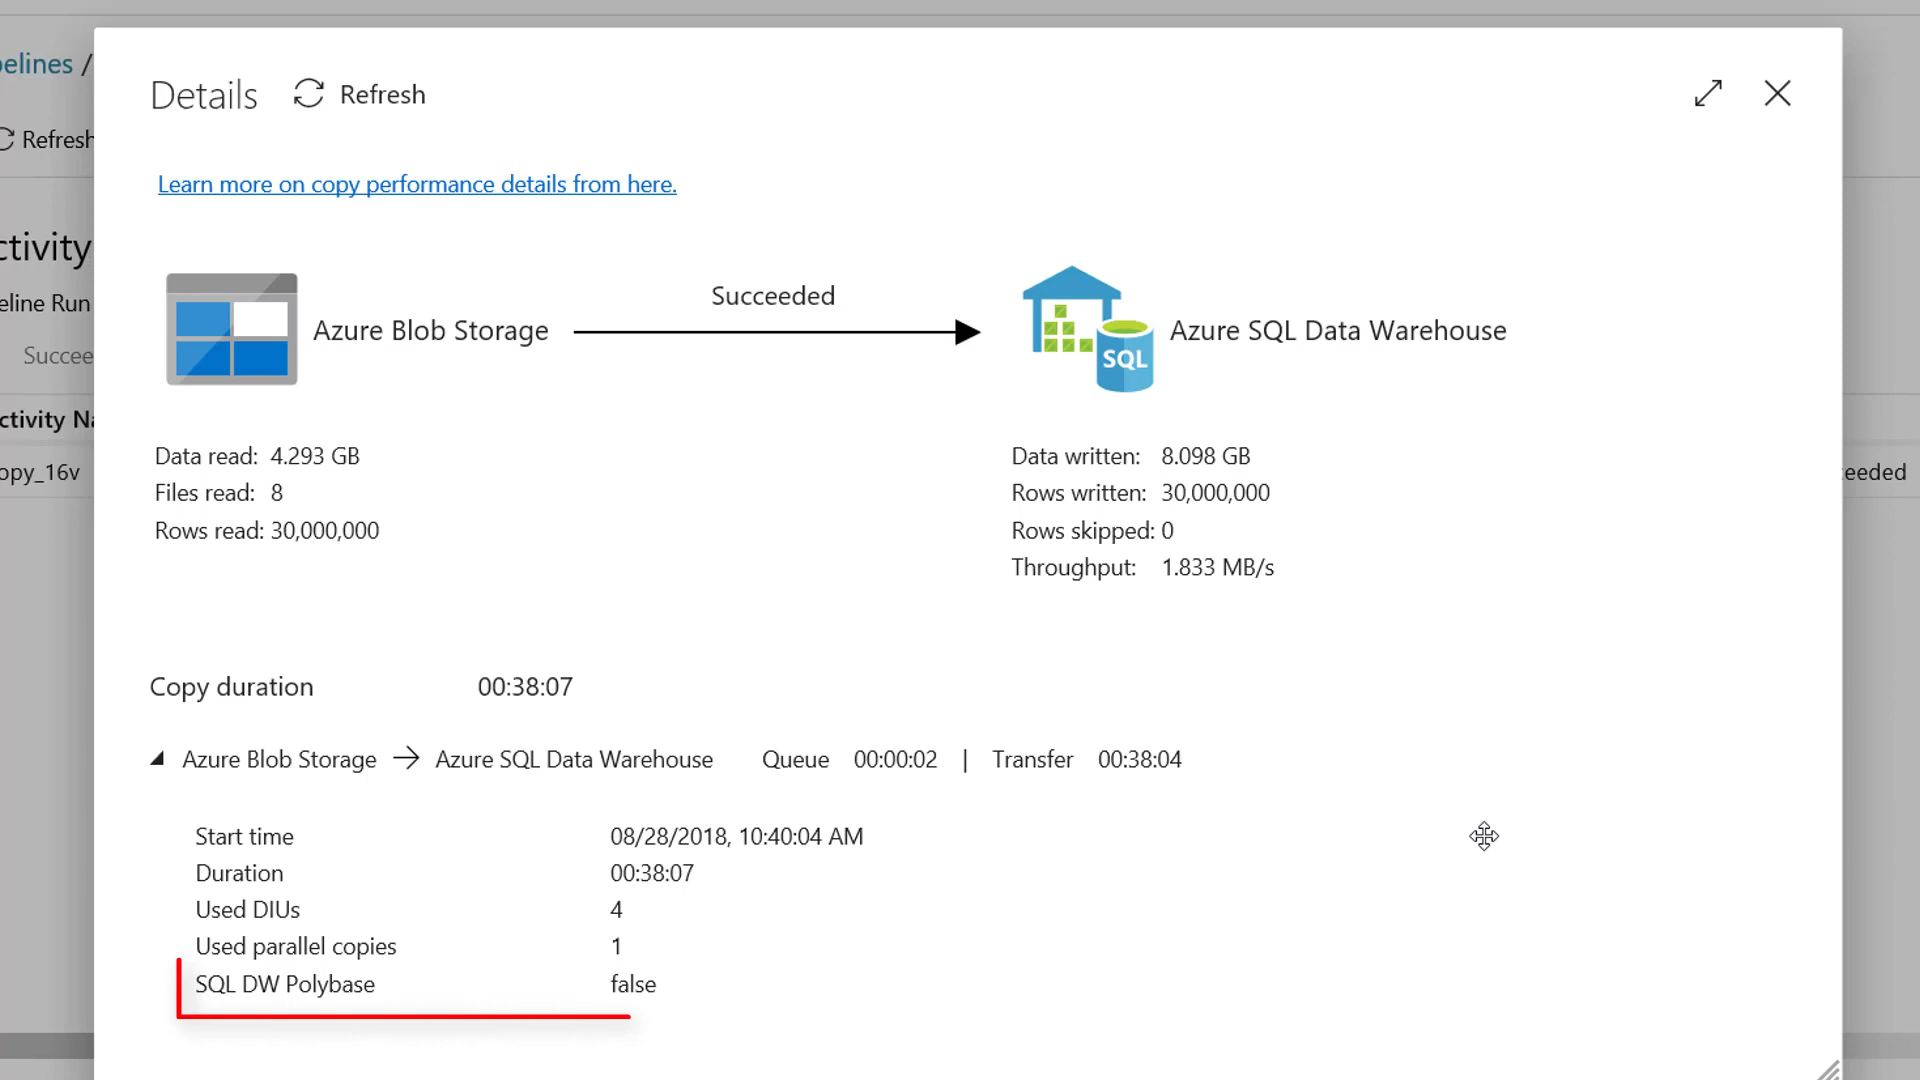 elines /
Details Refresh
Refresh
Learn more on copy performance details from here.
ctivity
eline Run
Succeeded
Azure Blob Storage
SQL
Azure SQL Data Warehouse
Succee
ctivity Na
Data read: 4.293 GB
Data written: 8.098 GB
opy_16v
eeded
Files read: 8
Rows written: 30,000,000
Rows read: 30,000,000
Rows skipped: 0
Throughput: 1.833 MB/s
Copy duration 00:38:07
Azure Blob Storage → Azure SQL Data Warehouse Queue 00:00:02 | Transfer 00:38:04
Start time 08/28/2018, 10:40:04 AM
Duration 00:38:07
Used DIUs 4
Used parallel copies 1
SQL DW Polybase false